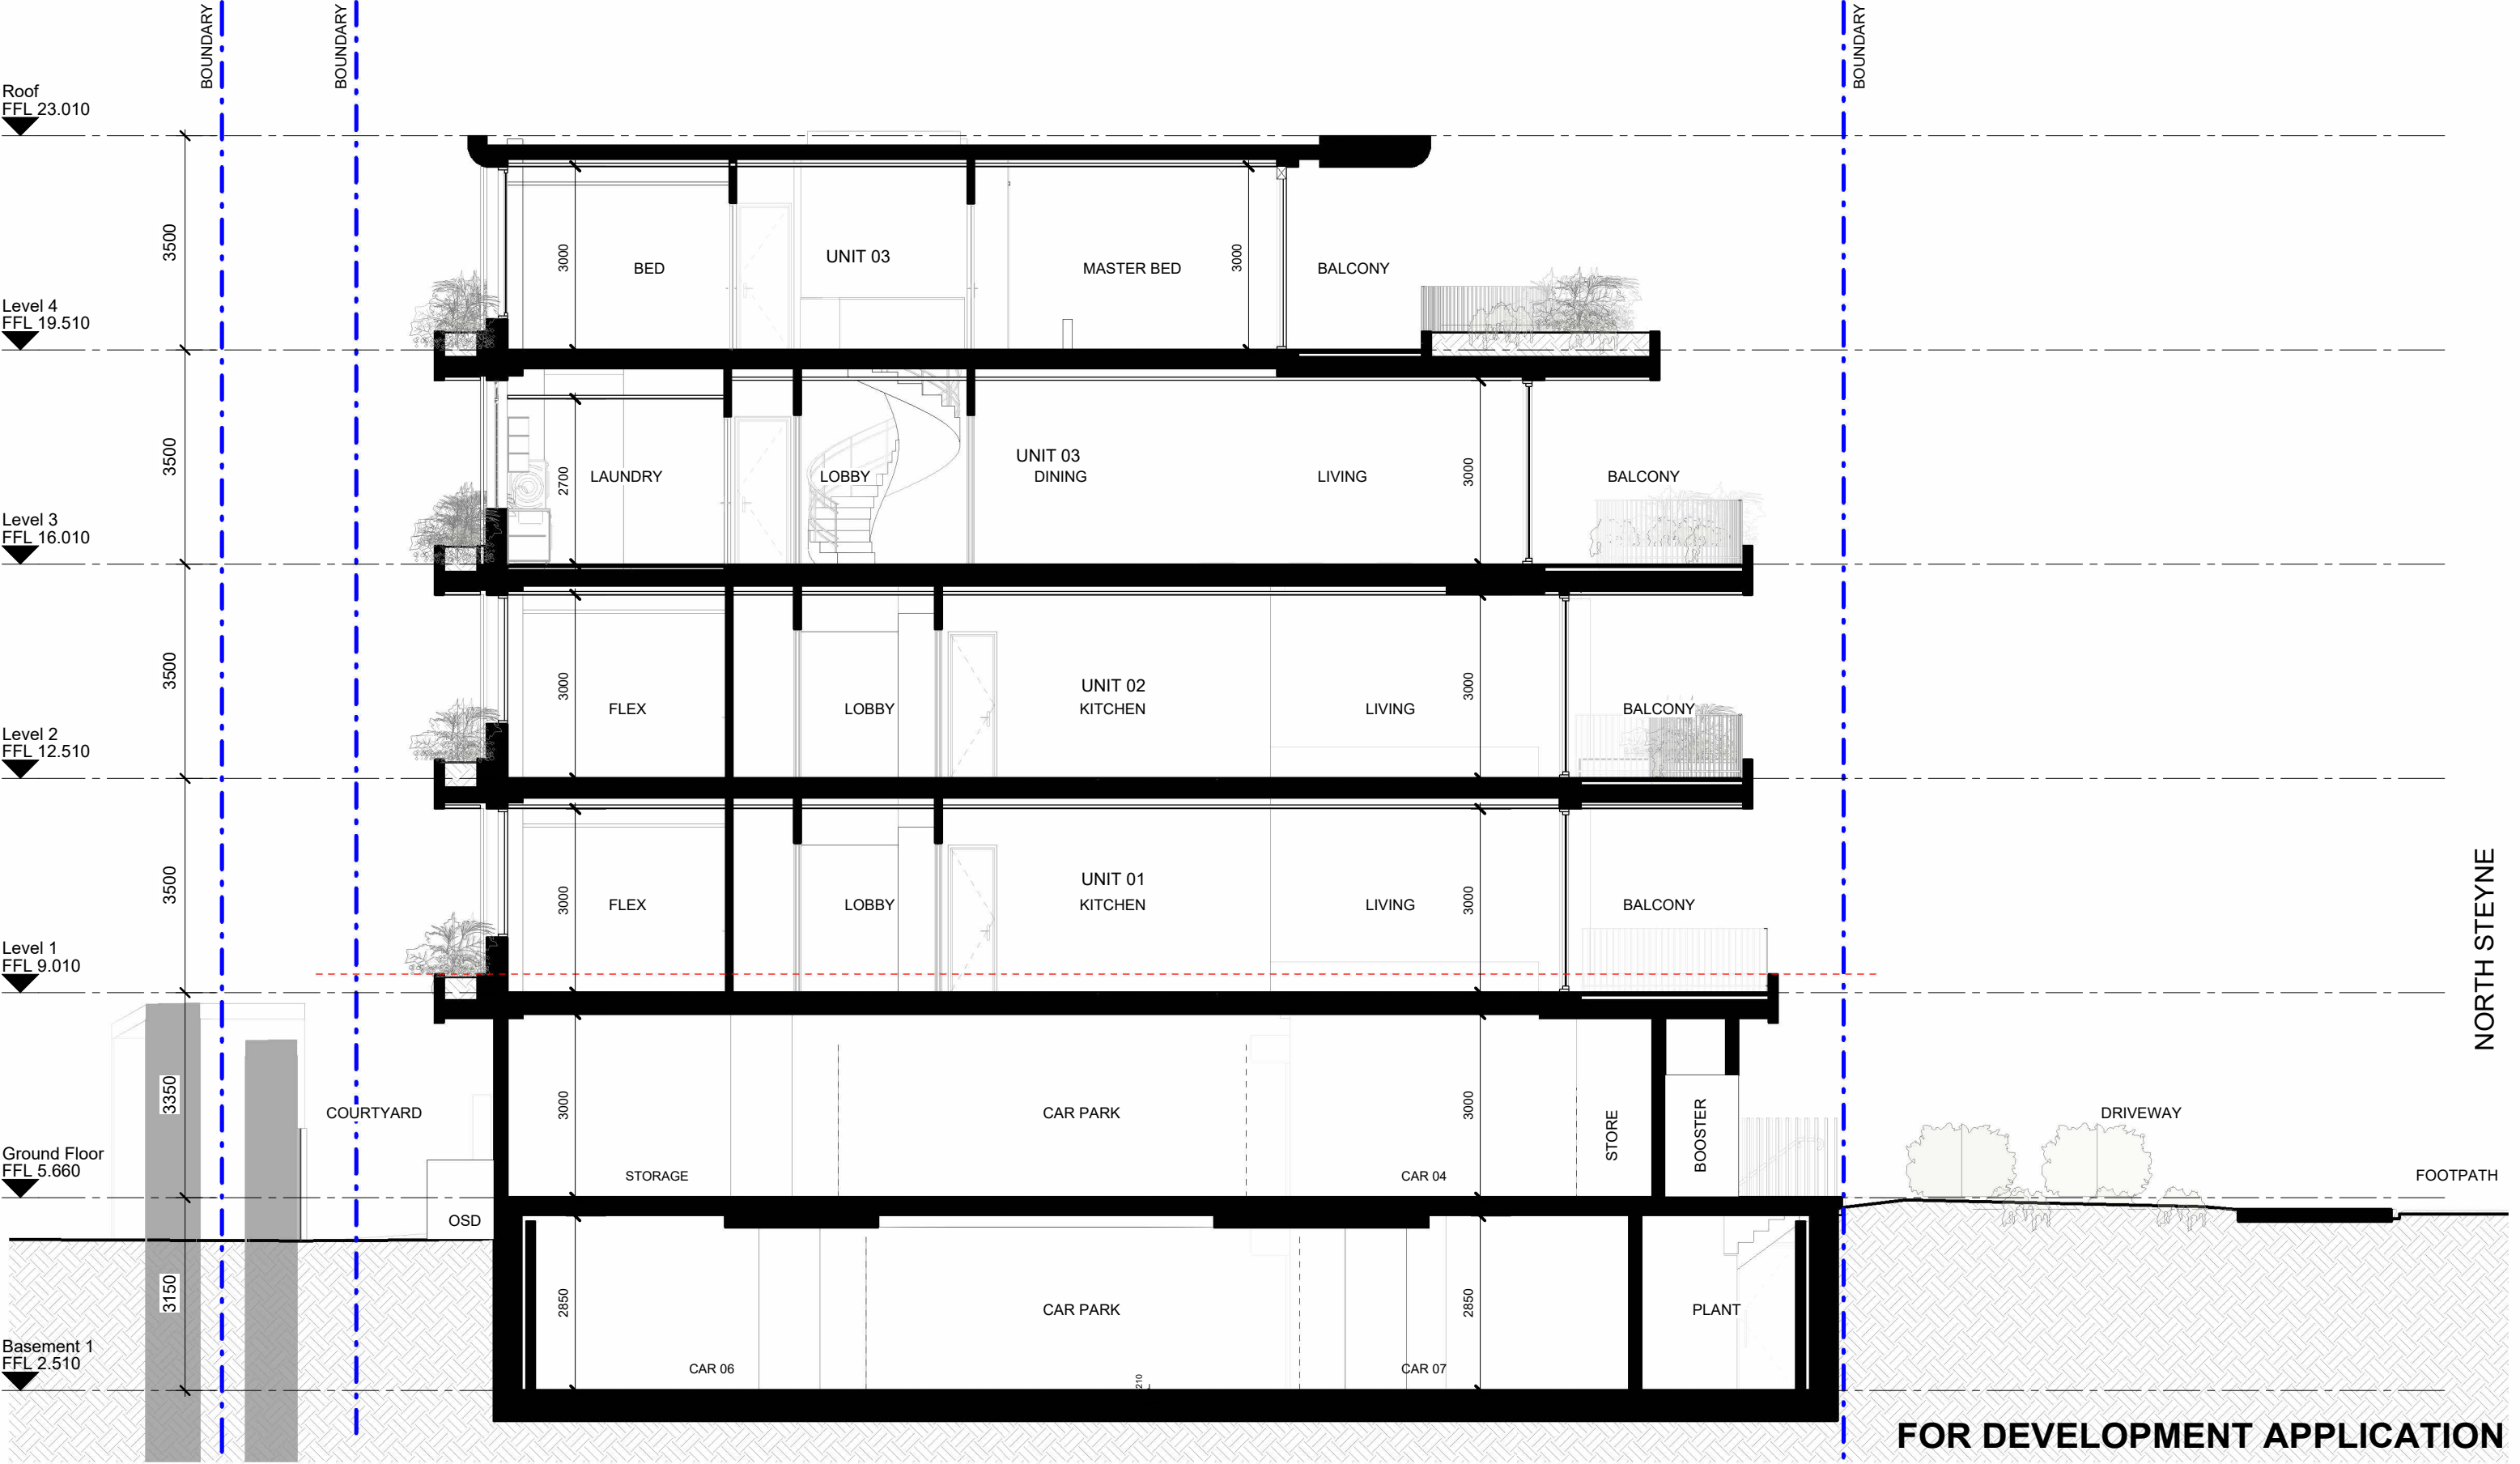 BOUNDARY
BOUNDARY
BOUNDARY
Roof
FFL 23.010
3500
3000
BED
UNIT 03
MASTER BED
3000
BALCONY
Level 4
FFL 19.510
3500
2700
LAUNDRY
LOBBY
UNIT 03
DINING
LIVING
3000
BALCONY
Level 3
FFL 16.010
3500
3000
FLEX
LOBBY
UNIT 02
KITCHEN
LIVING
3000
BALCONY
Level 2
FFL 12.510
3500
3000
FLEX
LOBBY
UNIT 01
KITCHEN
LIVING
3000
BALCONY
Level 1
FFL 9.010
NORTH STEYNE
3350
COURTYARD
3000
CAR PARK
3000
STORE
BOOSTER
DRIVEWAY
Ground Floor
FFL 5.660
STORAGE
CAR 04
FOOTPATH
OSD
3150
2850
CAR PARK
2850
PLANT
Basement 1
FFL 2.510
CAR 06
210
CAR 07
FOR DEVELOPMENT APPLICATION